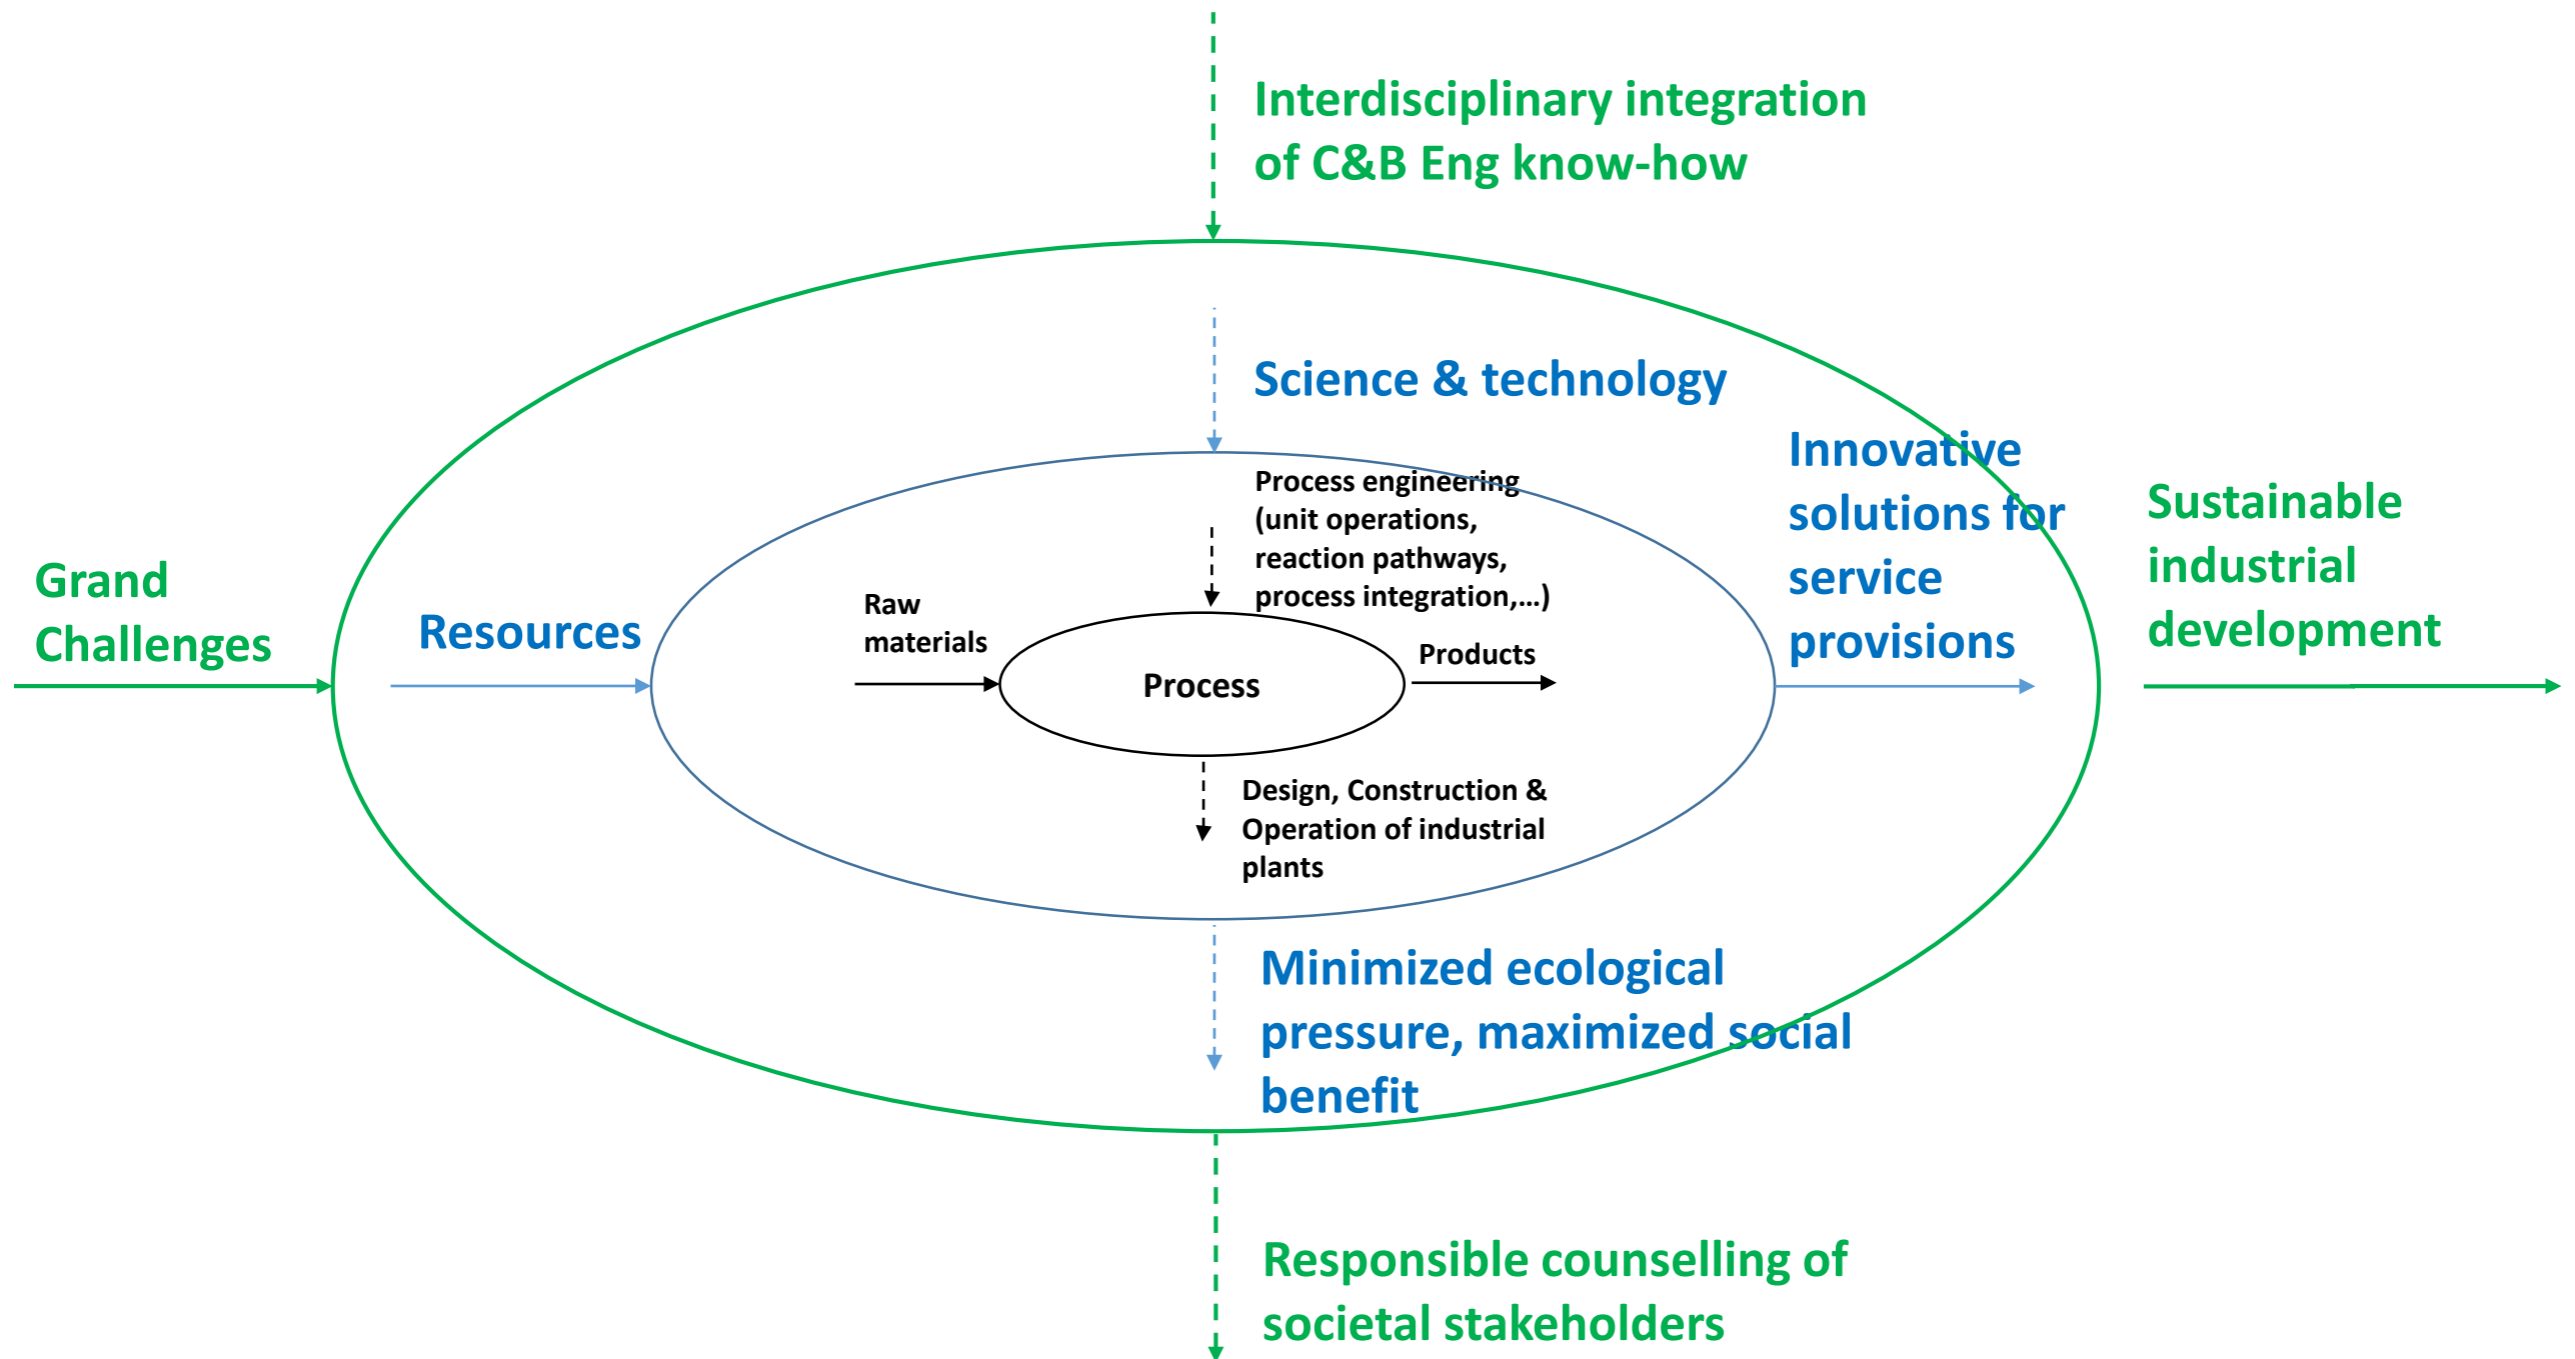 Interdisciplinary integration
of C&B Eng know-how
Science & technology
Innovative
solutions for
service
provisions
Process engineering
(unit operations,
reaction pathways,
process integration,...)
Sustainable
industrial
development
Grand
Challenges
Resources
Raw
materials
Process
Products
Design, Construction &
Operation of industrial
plants
Minimized ecological
pressure, maximized social
benefit
Responsible counselling of
societal stakeholders